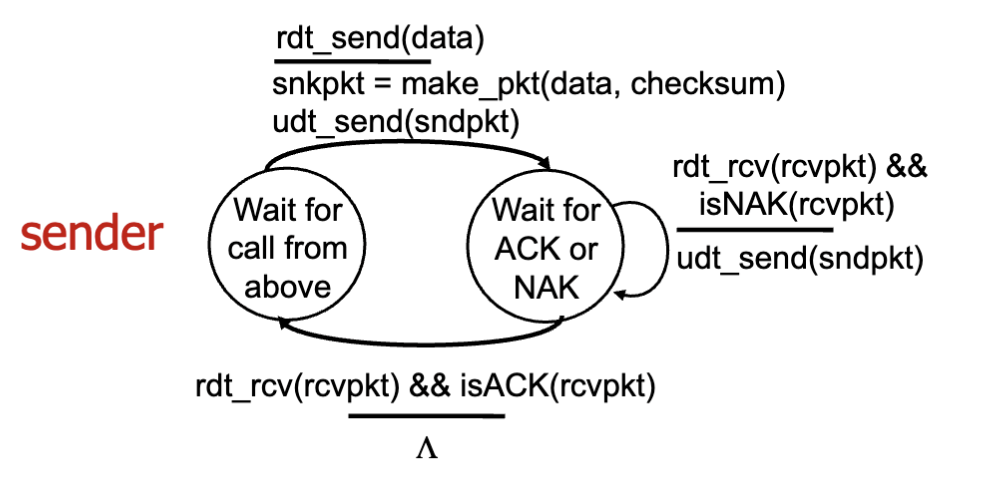 rdt_send(data)
snkpkt = make_pkt(data, checksum)
udt_send(sndpkt)
sender
Wait for
call from
above
Wait for
ACK or
NAK
rdt_rcv(rcvpkt) &&
isNAK(rcvpkt)
udt_send(sndpkt)
rdt_rcv(rcvpkt) && isACK(rcvpkt)
Λ